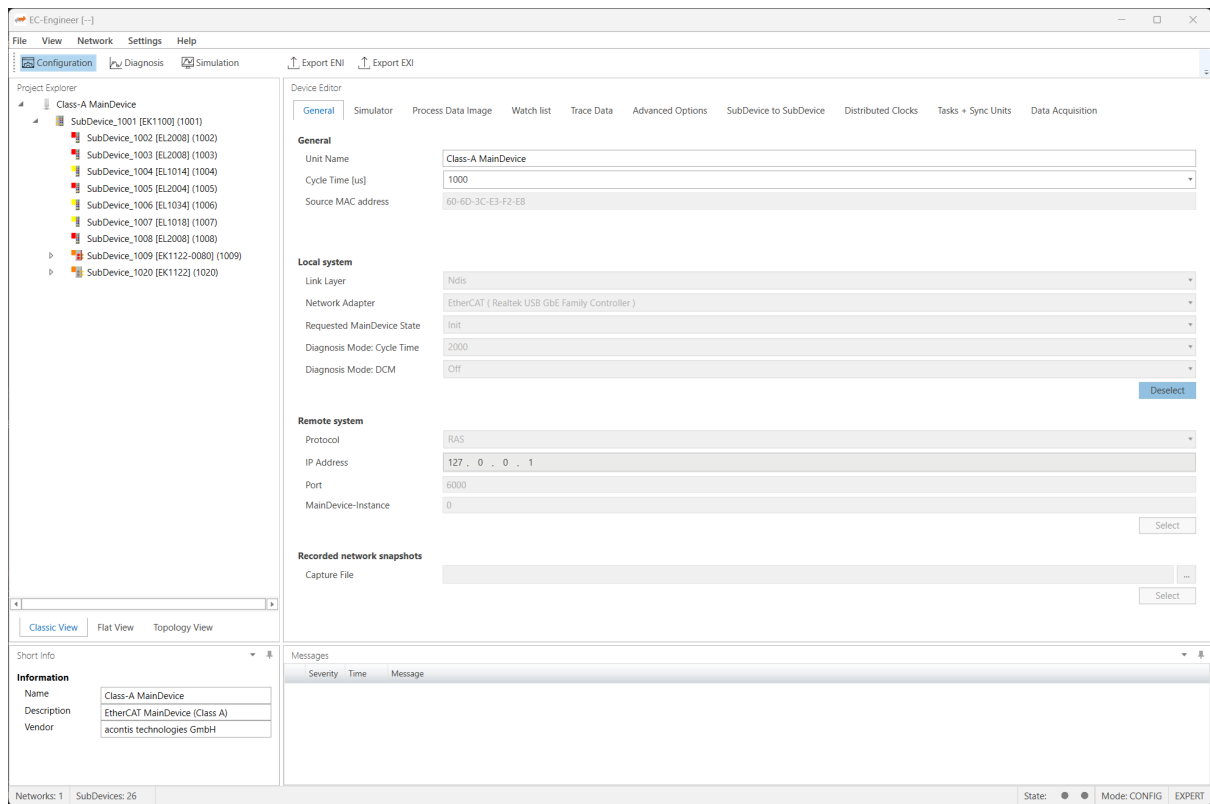 EC-Engineer [--]
File View Network Settings Help
Configuration Diagnosis Simulation Export ENI Export EXI
Project Explorer
Class-A MainDevice
SubDevice_1001 [EK1100] (1001)
SubDevice_1002 [EL2008] (1002)
SubDevice_1003 [EL2008] (1003)
SubDevice_1004 [EL1014] (1004)
SubDevice_1005 [EL2004] (1005)
SubDevice_1006 [EL1034] (1006)
SubDevice_1007 [EL1018] (1007)
SubDevice_1008 [EL2008] (1008)
SubDevice_1009 [EK1122-0080] (1009)
SubDevice_1020 [EK1122] (1020)
Classic View Flat View Topology View
Device Editor
General Simulator Process Data Image Watch list Trace Data Advanced Options SubDevice to SubDevice Distributed Clocks Tasks + Sync Units Data Acquisition
General
Unit Name Class-A MainDevice
Cycle Time [us] 1000
Source MAC address 60-6D-3C-E3-F2-E8
Local system
Link Layer Ndis
Network Adapter EtherCAT ( Realtek USB GbE Family Controller )
Requested MainDevice State Init
Diagnosis Mode: Cycle Time 2000
Diagnosis Mode: DCM Off
Deselect
Remote system
Protocol RAS
IP Address 127 . 0 . 0 . 1
Port 6000
MainDevice-Instance 0
Select
Recorded network snapshots
Capture File ...
Select
Short Info
Information
Name Class-A MainDevice
Description EtherCAT MainDevice (Class A)
Vendor acontis technologies GmbH
Messages
Severity Time Message
Networks: 1 SubDevices: 26 State: Mode: CONFIG EXPERT